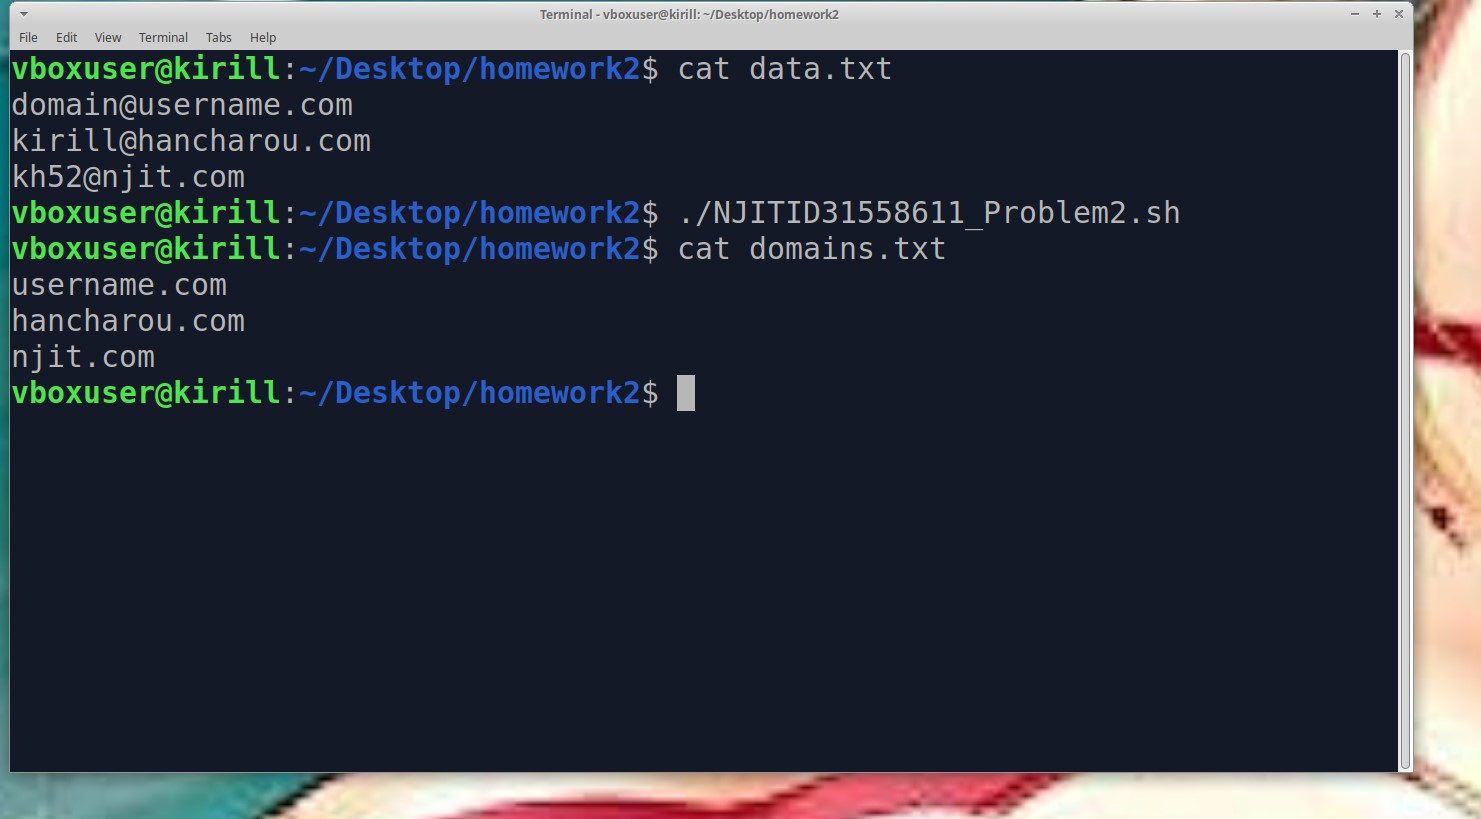 Terminal - vboxuser@kirill: ~/Desktop/homework2
File Edit View Terminal Tabs Help
vboxuser@kirill:~/Desktop/homework2$ cat data.txt
domain@username.com
kirill@hancharou.com
kh52@njit.com
vboxuser@kirill:~/Desktop/homework2$ ./NJITID31558611_Problem2.sh
vboxuser@kirill:~/Desktop/homework2$ cat domains.txt
username.com
hancharou.com
njit.com
vboxuser@kirill:~/Desktop/homework2$